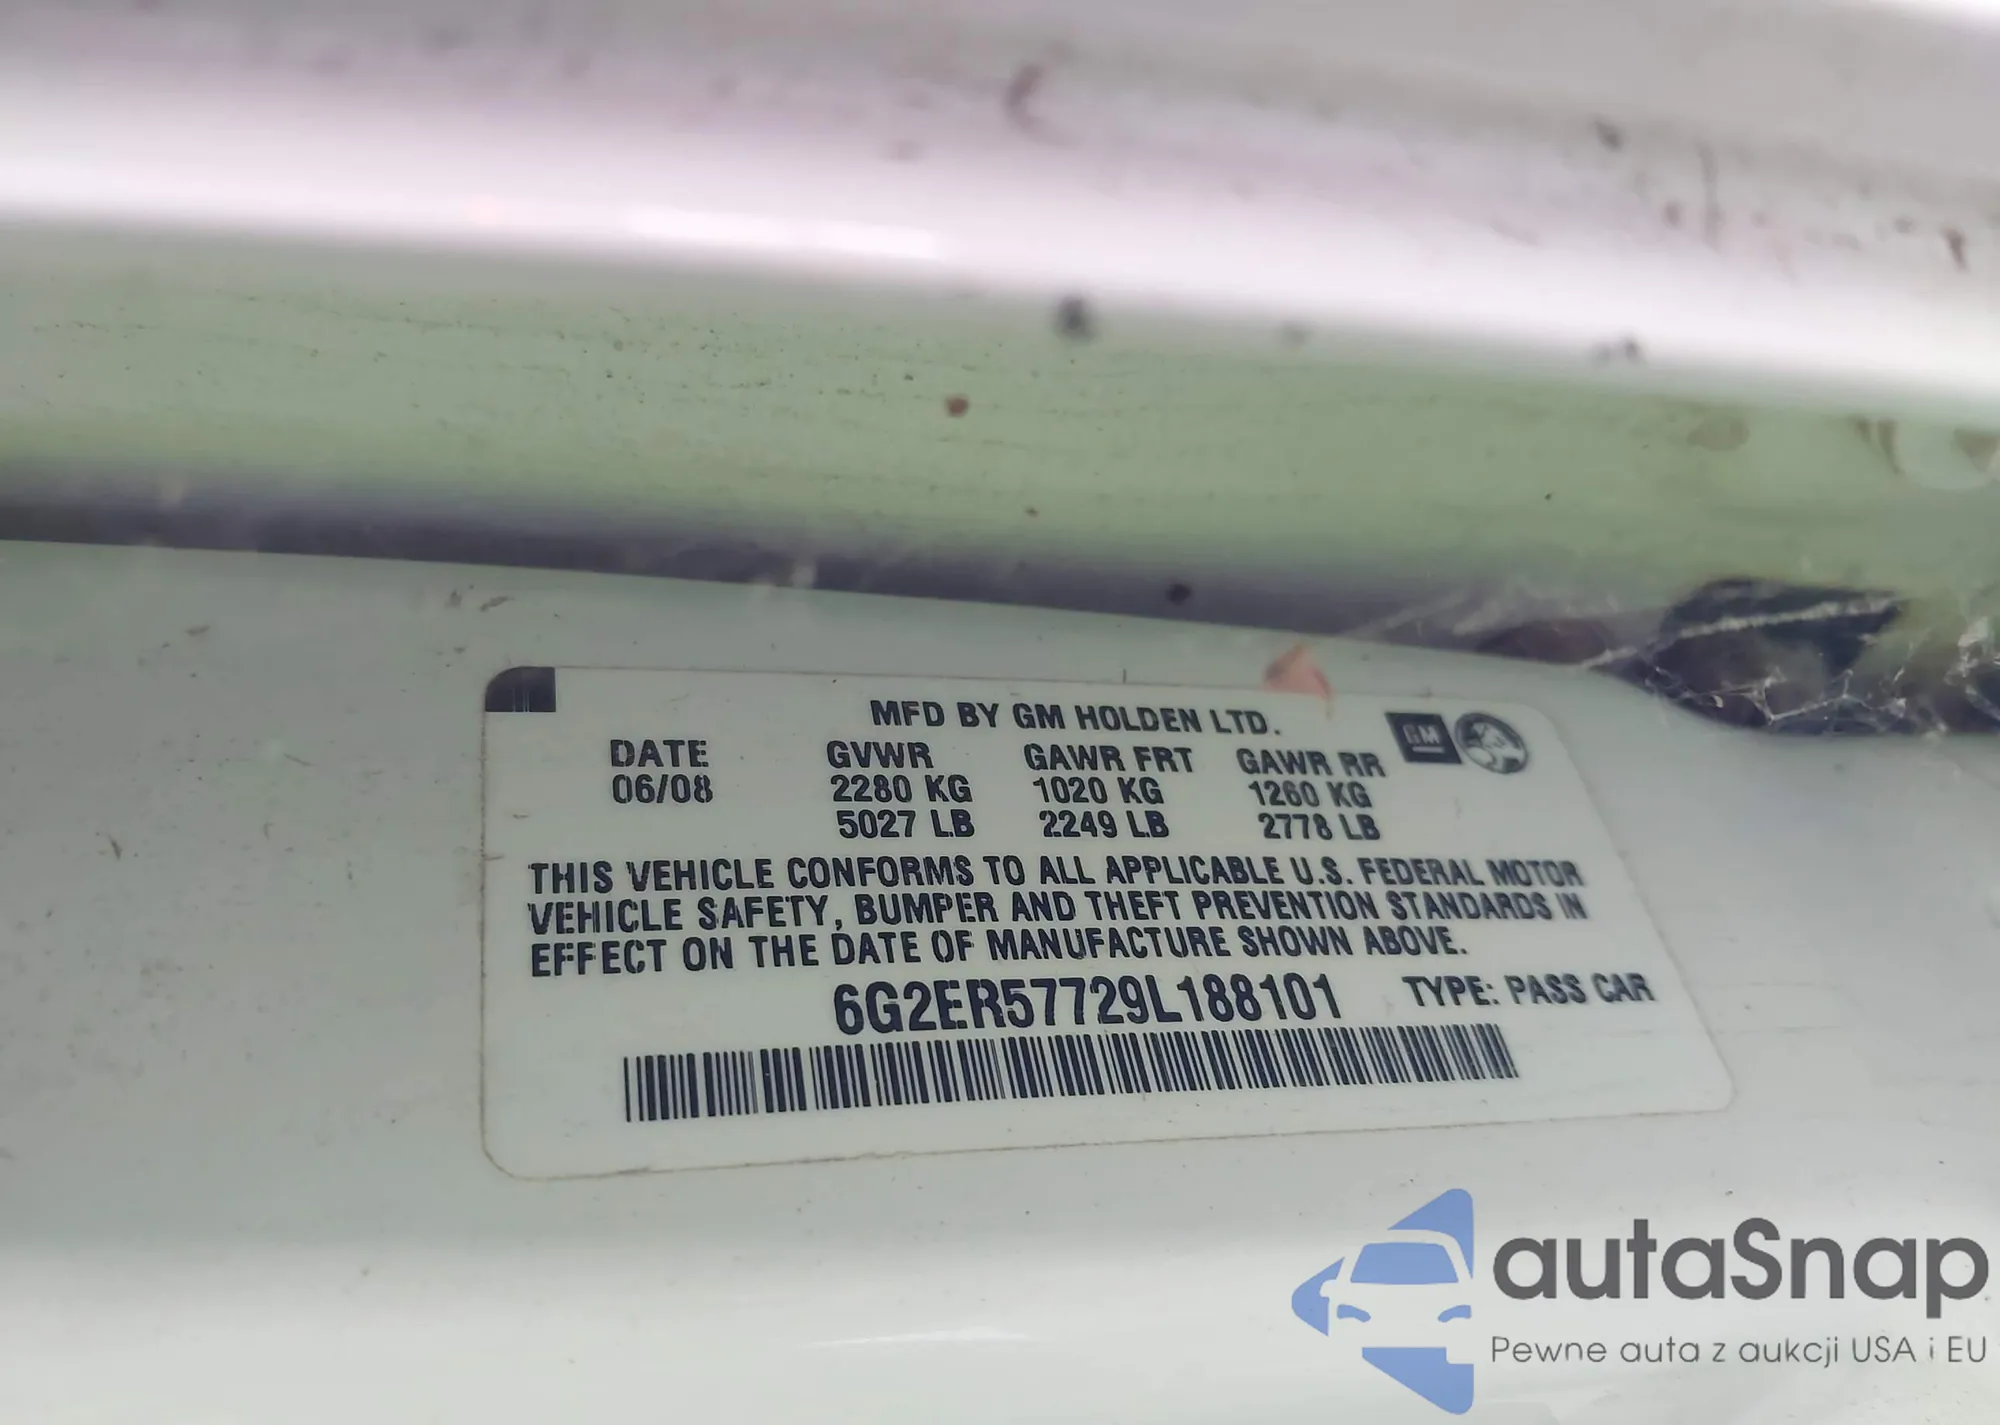 MFD BY GM HOLDEN LTD.
GM
DATE GVWR GAWR FRT GAWR RR
06/08 2280 KG 1020 KG 1260 KG
5027 LB 2249 LB 2778 LB
THIS VEHICLE CONFORMS TO ALL APPLICABLE U.S. FEDERAL MOTOR
VEHICLE SAFETY, BUMPER AND THEFT PREVENTION STANDARDS IN
EFFECT ON THE DATE OF MANUFACTURE SHOWN ABOVE.
6G2ER57729L188101 TYPE: PASS CAR
autaSnap
Pewne auta z aukcji USA i EU